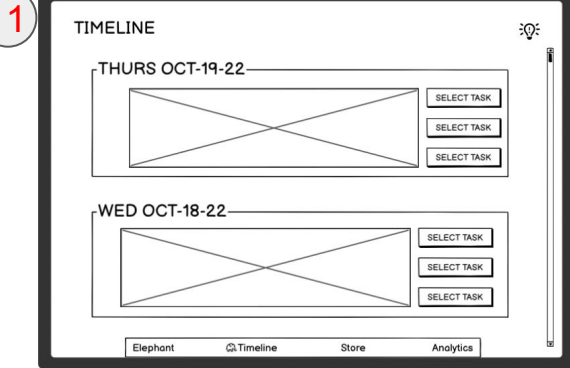 1
TIMELINE
THURS OCT-19-22
SELECT TASK
SELECT TASK
SELECT TASK
WED OCT-18-22
SELECT TASK
SELECT TASK
SELECT TASK
Elephant Timeline Store Analytics